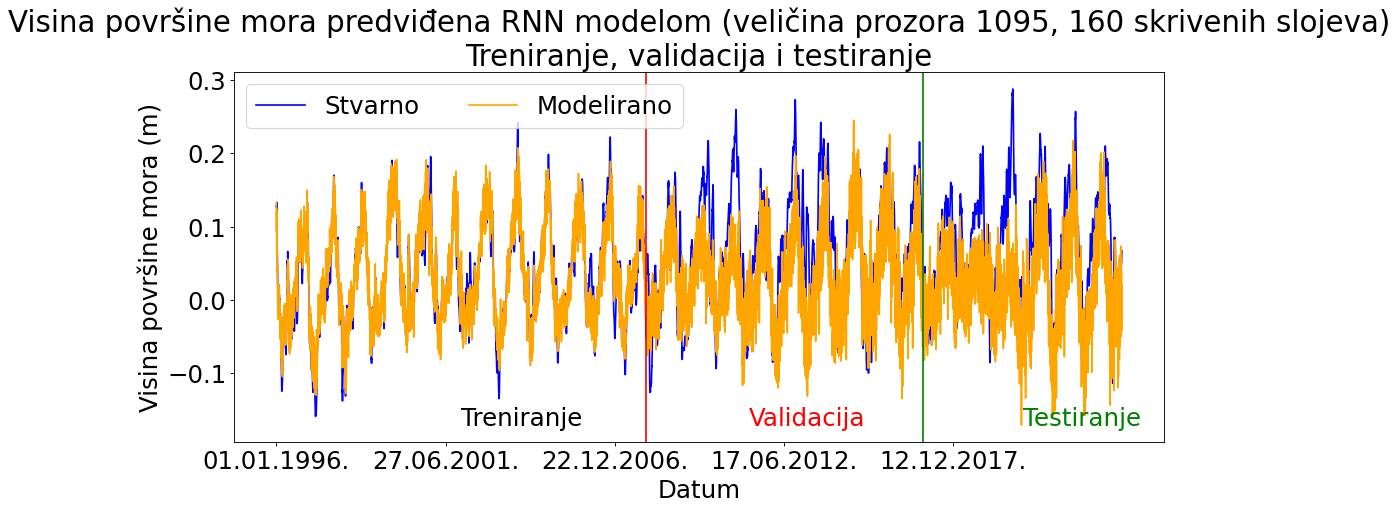 Visina površine mora predviđena RNN modelom (veličina prozora 1095, 160 skrivenih slojeva)
Treniranje, validacija i testiranje
Stvarno
Modelirano
Visina površine mora (m)
0.3
0.2
0.1
0.0
−0.1
Treniranje
Validacija
Testiranje
01.01.1996.
27.06.2001.
22.12.2006.
17.06.2012.
12.12.2017.
Datum